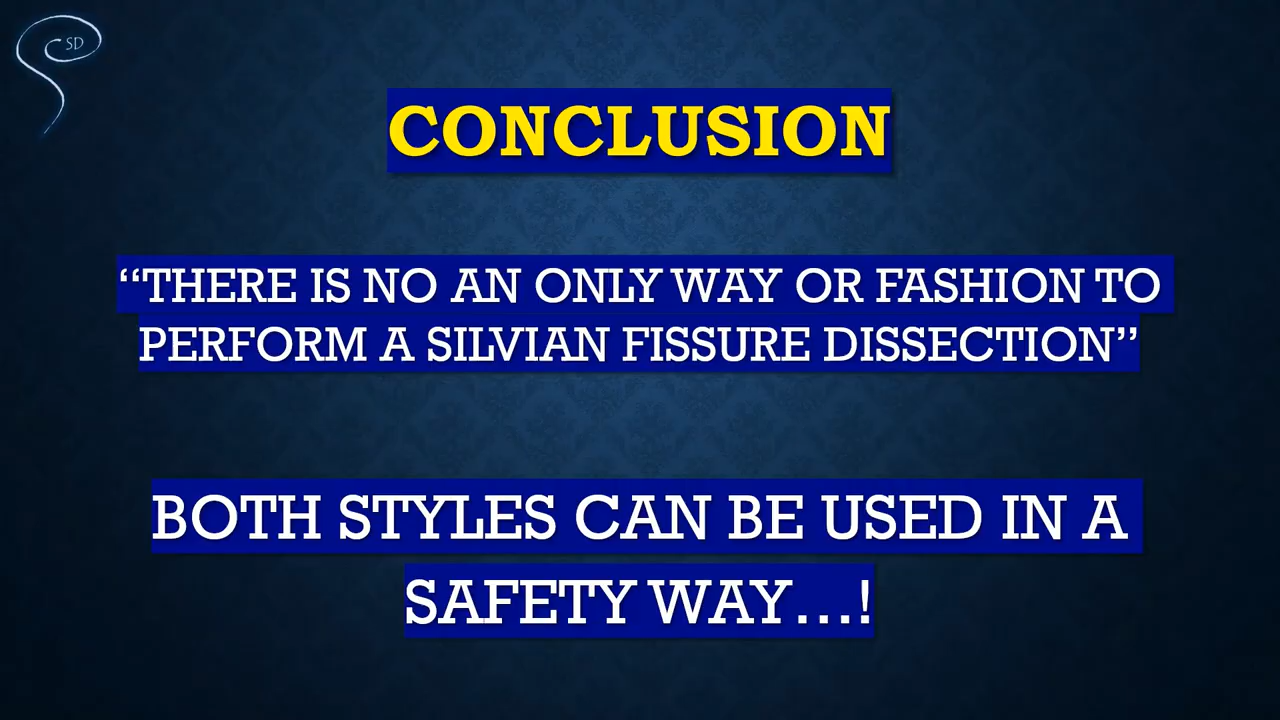 SD
CONCLUSION
“THERE IS NO AN ONLY WAY OR FASHION TO
PERFORM A SILVIAN FISSURE DISSECTION”
BOTH STYLES CAN BE USED IN A
SAFETY WAY…!